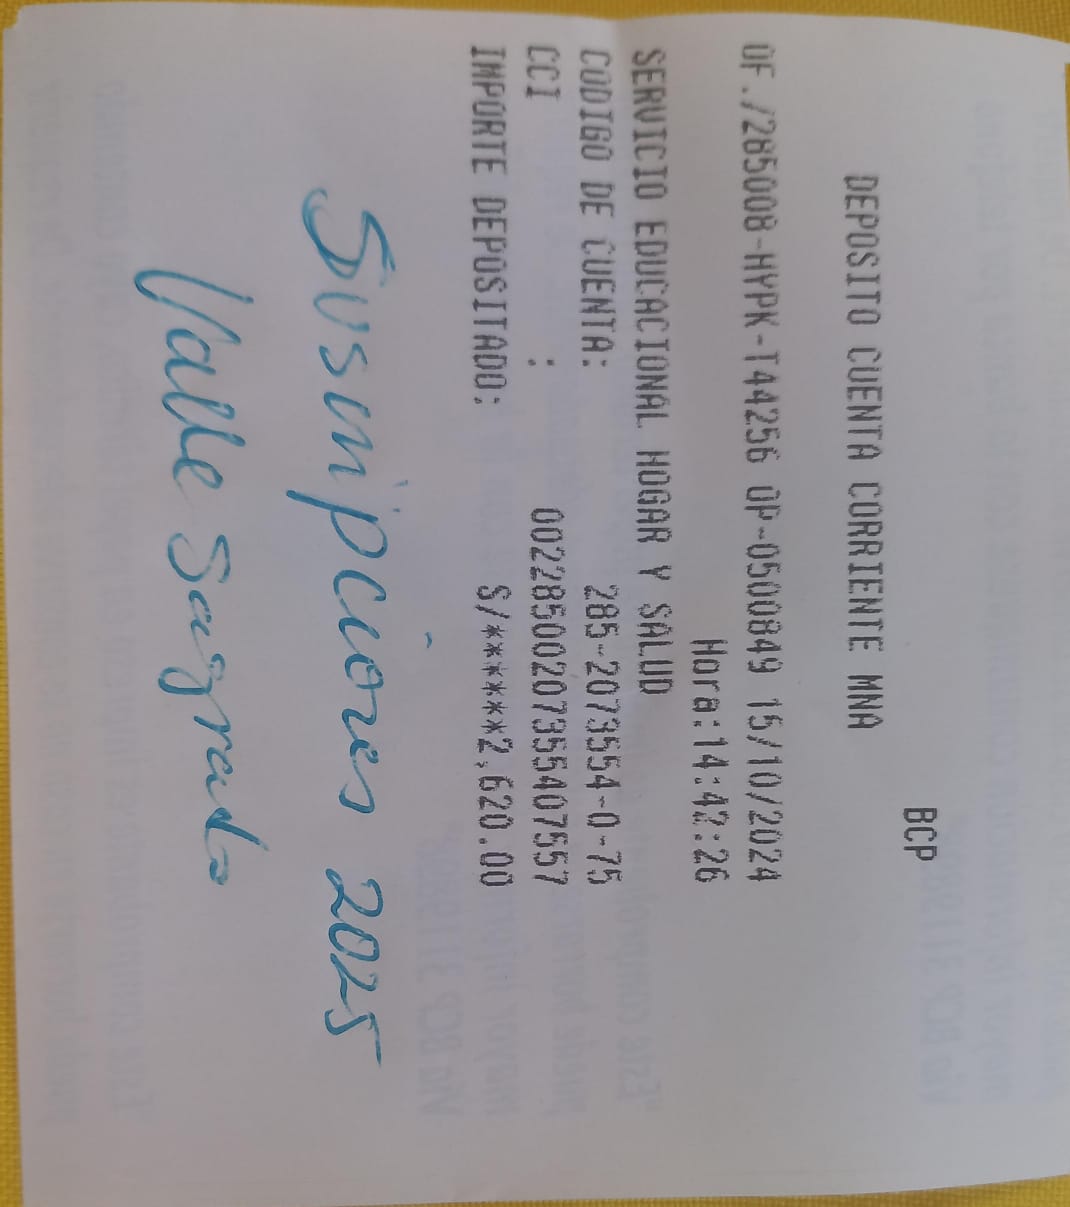 BCP
DEPOSITO CUENTA CORRIENTE MNA
OF./285008-HYPK-T44256 OP-0500849 15/10/2024
Hora:14:42:26
SERVICIO EDUCACIONAL HOGAR Y SALUD
CODIGO DE CUENTA: 285-2073554-0-75
CCI : 00228500207355407557
IMPORTE DEPOSITADO: S/******2,620.00
Susuripciones 2025
Valle Sagrado